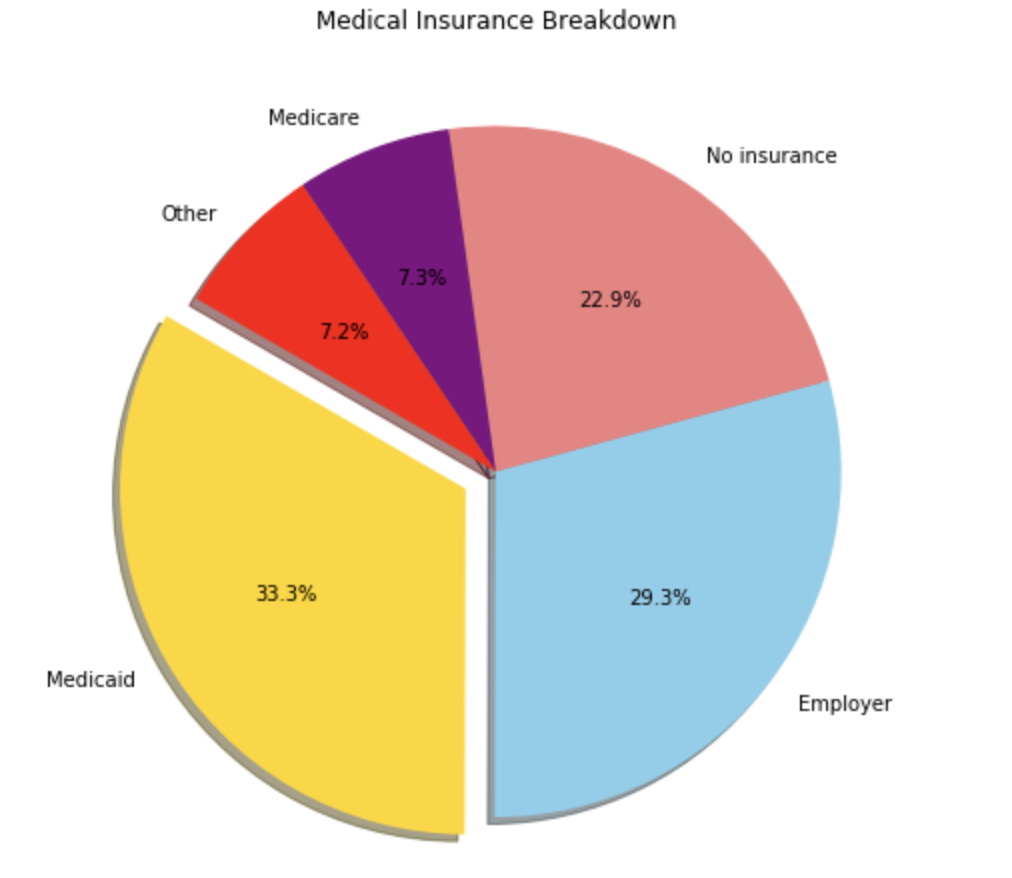 Medical Insurance Breakdown
Medicare
No insurance
Other
7.3%
22.9%
7.2%
33.3%
29.3%
Medicaid
Employer